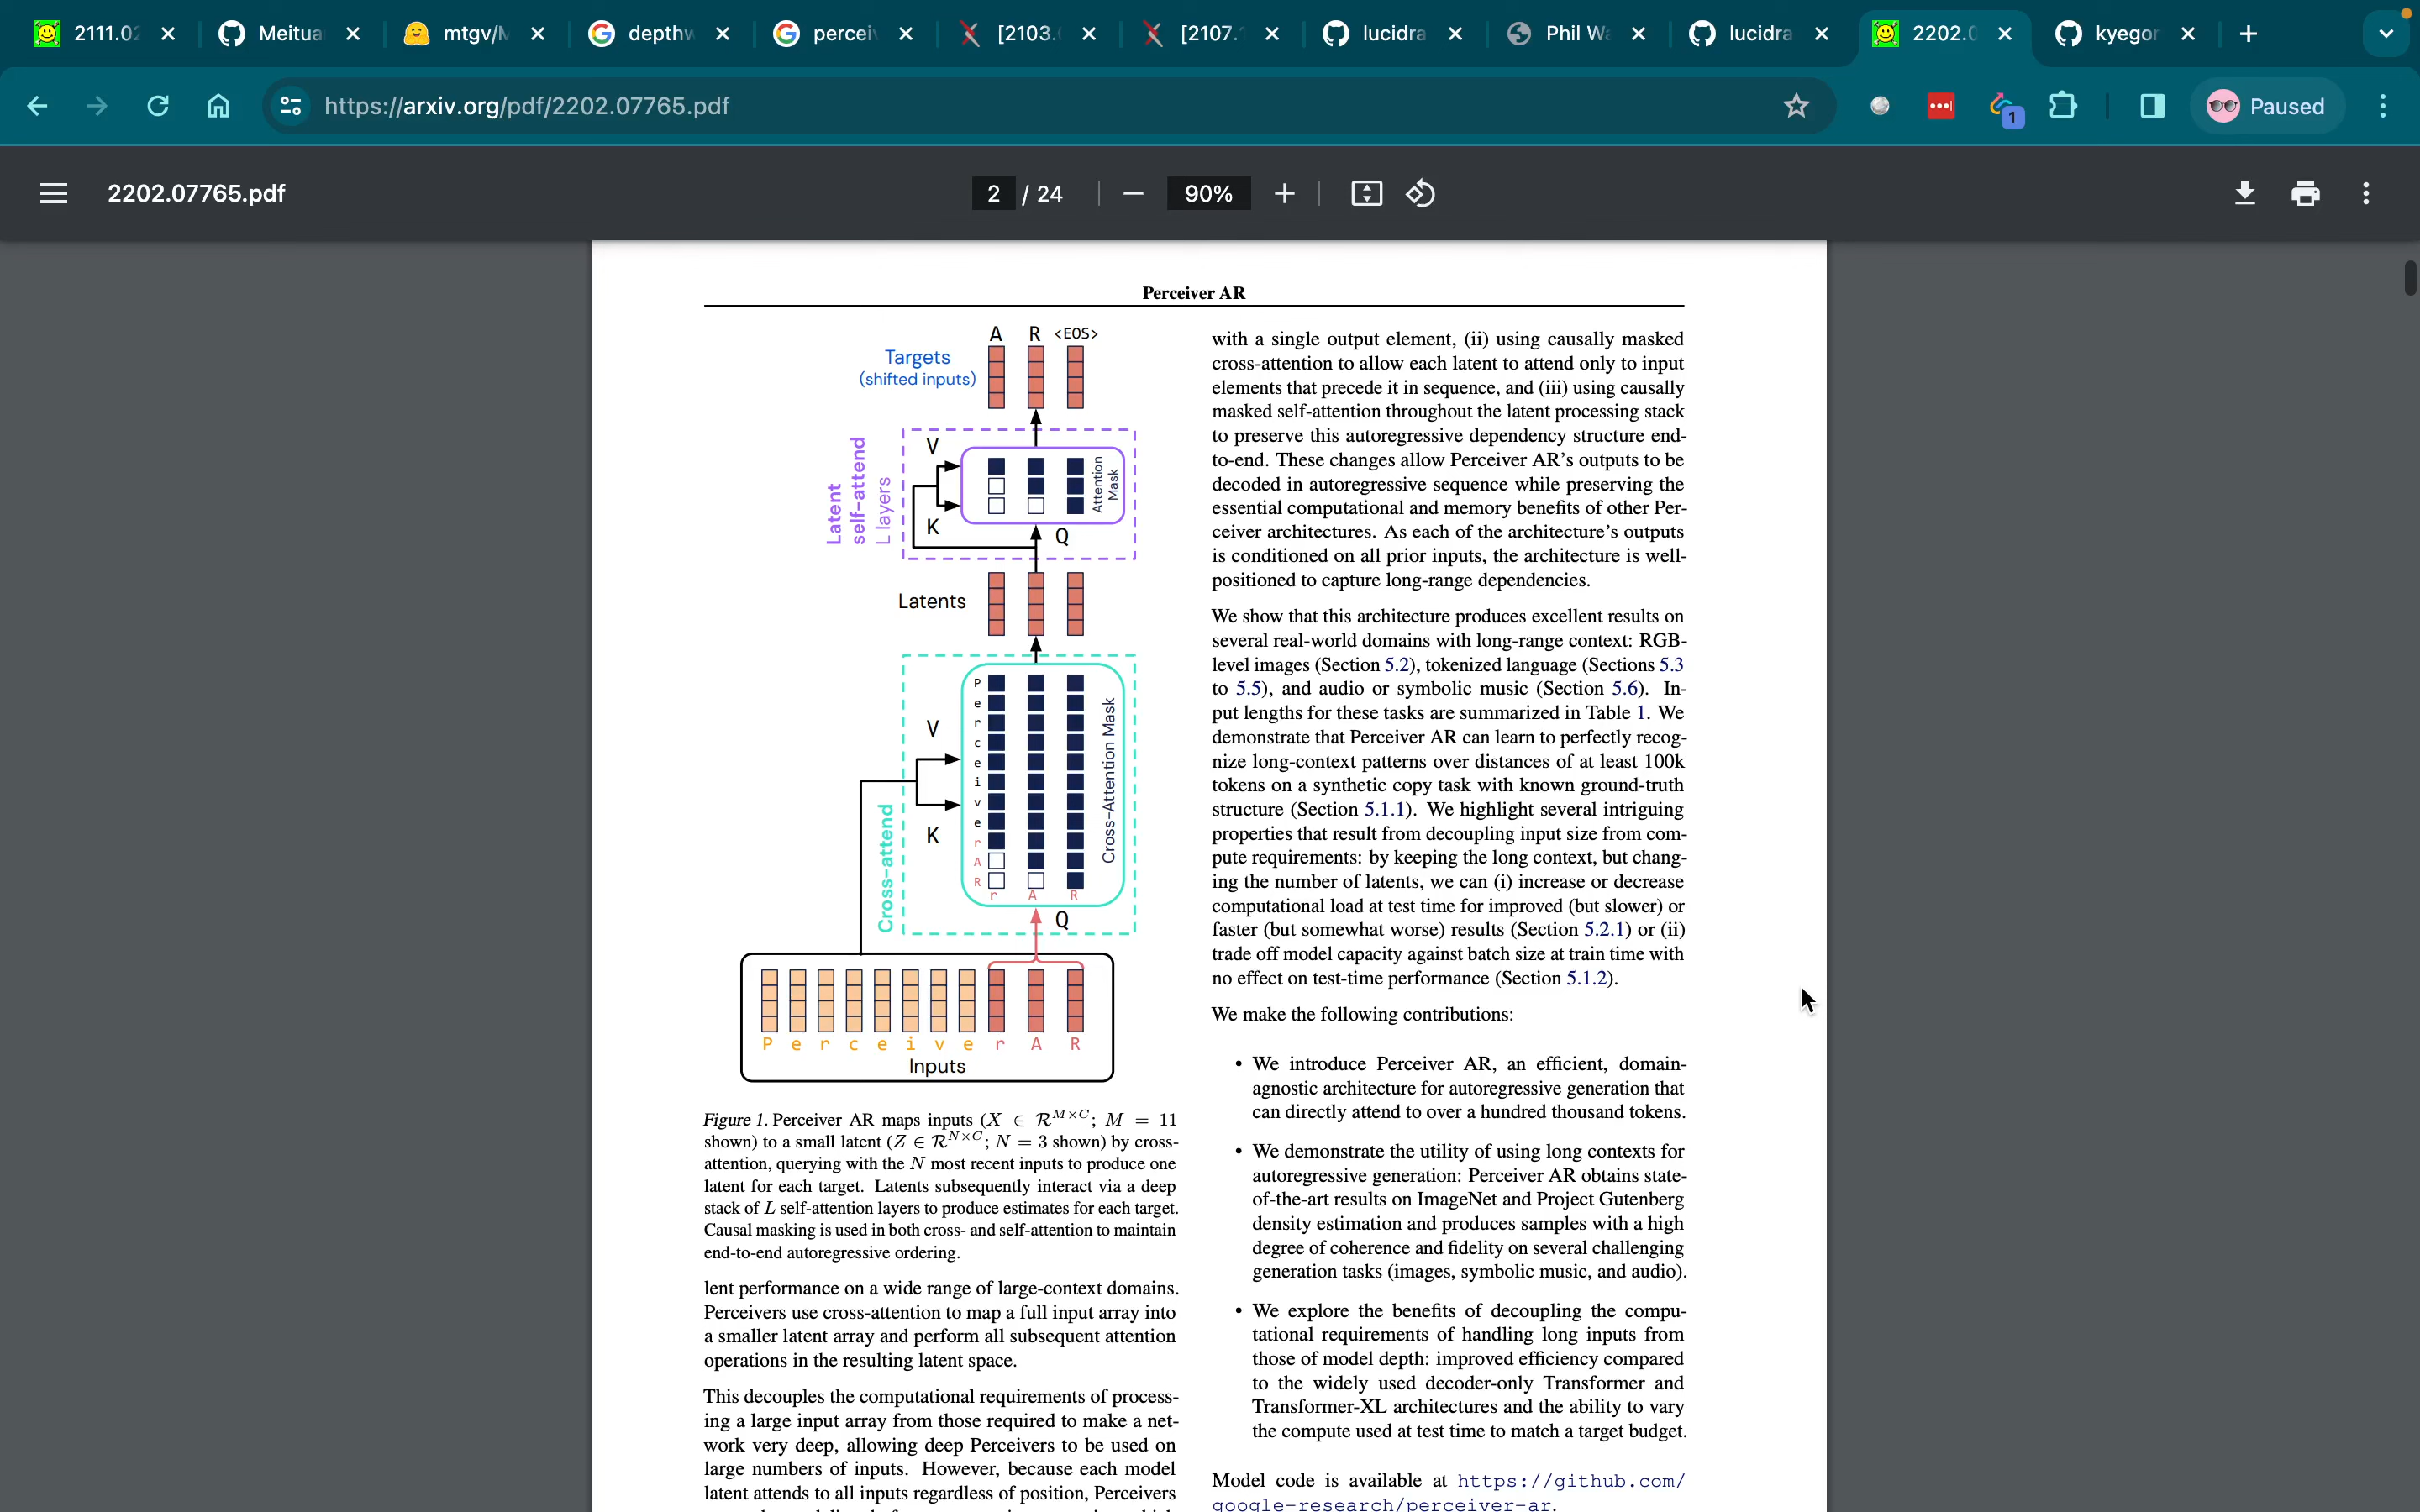 2111.02
Meitua
mtgv/M
depthw
perceiv
[2103.
[2107.
lucidra
Phil Wa
lucidra
2202.0
kyegor
https://arxiv.org/pdf/2202.07765.pdf
1
Paused
2202.07765.pdf
2 / 24
90%
Perceiver AR
A R <EOS>
Targets
(shifted inputs)
Latent
self-attend
L layers
V
K
Q
Attention
Mask
Latents
Cross-attend
V
K
Q
P
e
r
c
e
i
v
e
r
A
R
r A R
Cross-Attention Mask
P e r c e i v e r A R
Inputs
Figure 1. Perceiver AR maps inputs (X ∈ R^{M×C}; M = 11
shown) to a small latent (Z ∈ R^{N×C}; N = 3 shown) by cross-
attention, querying with the N most recent inputs to produce one
latent for each target. Latents subsequently interact via a deep
stack of L self-attention layers to produce estimates for each target.
Causal masking is used in both cross- and self-attention to maintain
end-to-end autoregressive ordering.
lent performance on a wide range of large-context domains.
Perceivers use cross-attention to map a full input array into
a smaller latent array and perform all subsequent attention
operations in the resulting latent space.
This decouples the computational requirements of process-
ing a large input array from those required to make a net-
work very deep, allowing deep Perceivers to be used on
large numbers of inputs. However, because each model
latent attends to all inputs regardless of position, Perceivers
with a single output element, (ii) using causally masked
cross-attention to allow each latent to attend only to input
elements that precede it in sequence, and (iii) using causally
masked self-attention throughout the latent processing stack
to preserve this autoregressive dependency structure end-
to-end. These changes allow Perceiver AR's outputs to be
decoded in autoregressive sequence while preserving the
essential computational and memory benefits of other Per-
ceiver architectures. As each of the architecture's outputs
is conditioned on all prior inputs, the architecture is well-
positioned to capture long-range dependencies.
We show that this architecture produces excellent results on
several real-world domains with long-range context: RGB-
level images (Section 5.2), tokenized language (Sections 5.3
to 5.5), and audio or symbolic music (Section 5.6). In-
put lengths for these tasks are summarized in Table 1. We
demonstrate that Perceiver AR can learn to perfectly recog-
nize long-context patterns over distances of at least 100k
tokens on a synthetic copy task with known ground-truth
structure (Section 5.1.1). We highlight several intriguing
properties that result from decoupling input size from com-
pute requirements: by keeping the long context, but chang-
ing the number of latents, we can (i) increase or decrease
computational load at test time for improved (but slower) or
faster (but somewhat worse) results (Section 5.2.1) or (ii)
trade off model capacity against batch size at train time with
no effect on test-time performance (Section 5.1.2).
We make the following contributions:
• We introduce Perceiver AR, an efficient, domain-
agnostic architecture for autoregressive generation that
can directly attend to over a hundred thousand tokens.
• We demonstrate the utility of using long contexts for
autoregressive generation: Perceiver AR obtains state-
of-the-art results on ImageNet and Project Gutenberg
density estimation and produces samples with a high
degree of coherence and fidelity on several challenging
generation tasks (images, symbolic music, and audio).
• We explore the benefits of decoupling the compu-
tational requirements of handling long inputs from
those of model depth: improved efficiency compared
to the widely used decoder-only Transformer and
Transformer-XL architectures and the ability to vary
the compute used at test time to match a target budget.
Model code is available at https://github.com/
google-research/perceiver-ar.